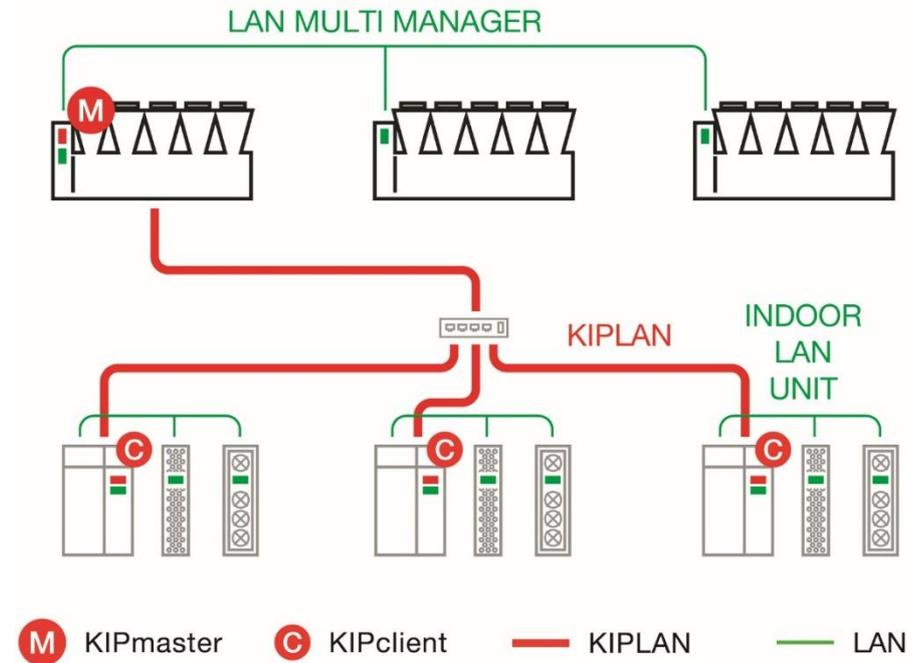 LAN MULTI MANAGER
M
KIPLAN
INDOOR
LAN
UNIT
C
C
C
M KIPmaster C KIPclient KIPLAN LAN